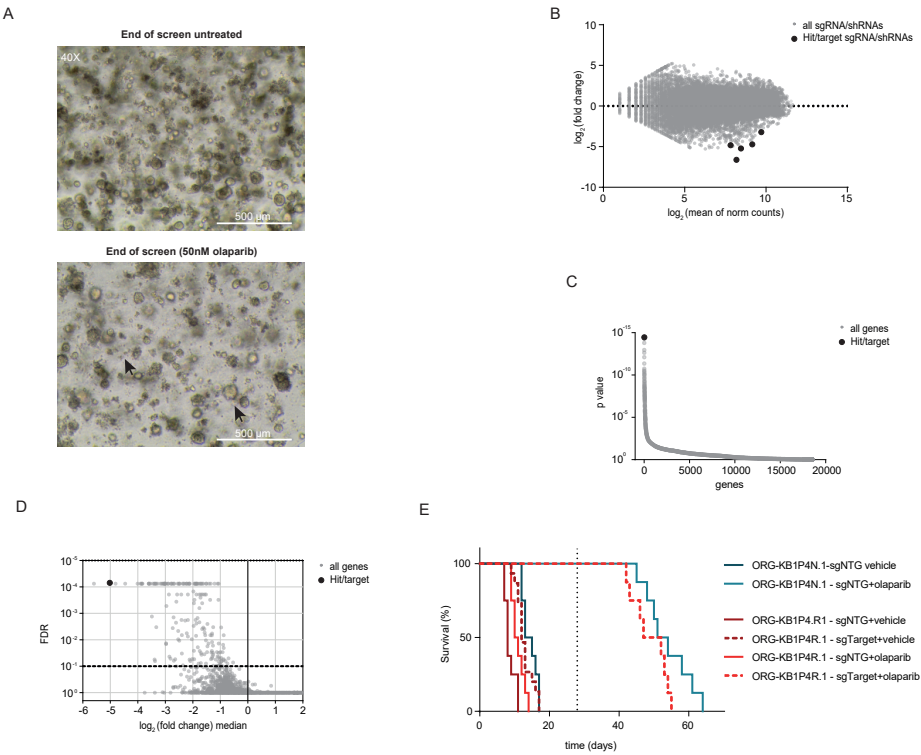 A
End of screen untreated
40X
500 µm
End of screen (50nM olaparib)
500 µm
B
10
5
0
-5
-10
log2(fold change)
5
10
15
log2(mean of norm counts)
all sgRNA/shRNAs
Hit/target sgRNA/shRNAs
C
10-15
10-10
10-5
100
p value
0
5000
10000
15000
20000
genes
all genes
Hit/target
D
10-5
10-4
10-3
10-2
10-1
100
FDR
-6
-5
-4
-3
-2
-1
0
1
2
log2(fold change) median
all genes
Hit/target
E
100
50
0
Survival (%)
0
20
40
60
time (days)
ORG-KB1P4N.1-sgNTG vehicle
ORG-KB1P4N.1 - sgNTG+olaparib
ORG-KB1P4.R1 - sgNTG+vehicle
ORG-KB1P4R.1 - sgTarget+vehicle
ORG-KB1P4R.1 - sgNTG+olaparib
ORG-KB1P4R.1 - sgTarget+olaparib